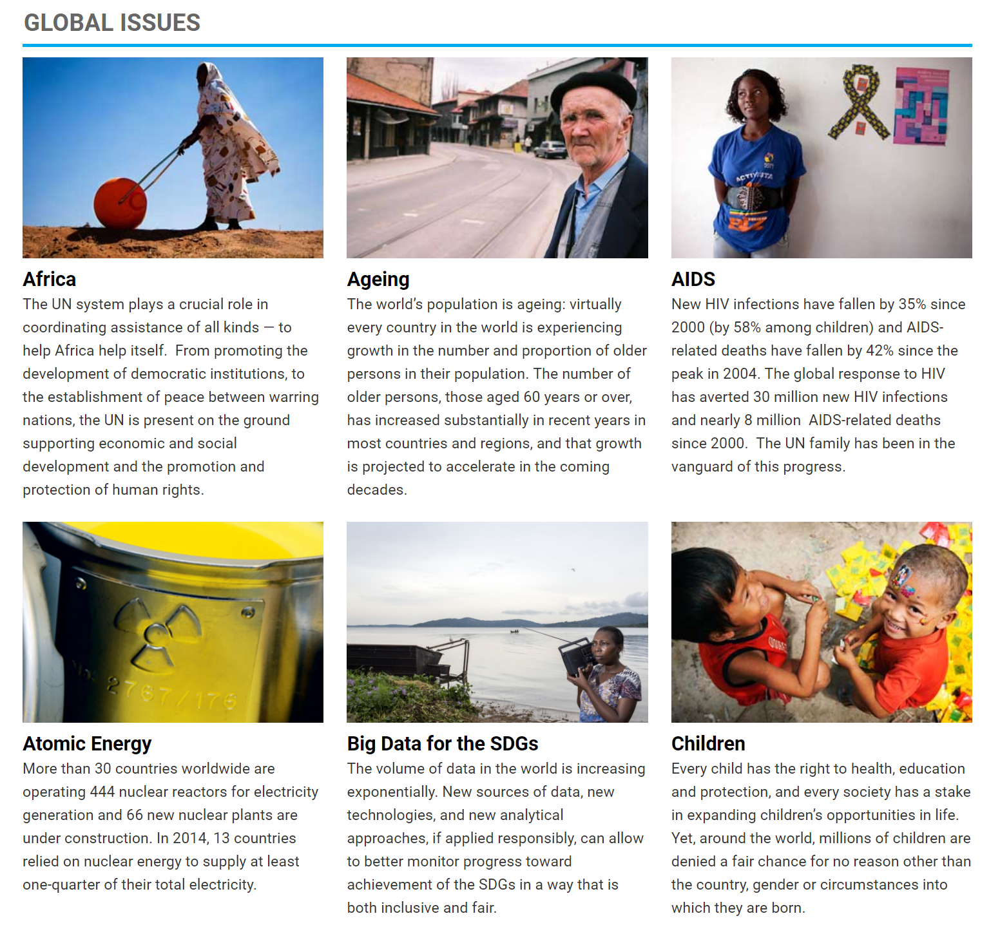 GLOBAL ISSUES
ACTIVISTA
Africa
The UN system plays a crucial role in
coordinating assistance of all kinds — to
help Africa help itself.  From promoting the
development of democratic institutions, to
the establishment of peace between warring
nations, the UN is present on the ground
supporting economic and social
development and the promotion and
protection of human rights.
Ageing
The world’s population is ageing: virtually
every country in the world is experiencing
growth in the number and proportion of older
persons in their population. The number of
older persons, those aged 60 years or over,
has increased substantially in recent years in
most countries and regions, and that growth
is projected to accelerate in the coming
decades.
AIDS
New HIV infections have fallen by 35% since
2000 (by 58% among children) and AIDS-
related deaths have fallen by 42% since the
peak in 2004. The global response to HIV
has averted 30 million new HIV infections
and nearly 8 million  AIDS-related deaths
since 2000.  The UN family has been in the
vanguard of this progress.
2767/176
Atomic Energy
More than 30 countries worldwide are
operating 444 nuclear reactors for electricity
generation and 66 new nuclear plants are
under construction. In 2014, 13 countries
relied on nuclear energy to supply at least
one-quarter of their total electricity.
Big Data for the SDGs
The volume of data in the world is increasing
exponentially. New sources of data, new
technologies, and new analytical
approaches, if applied responsibly, can allow
to better monitor progress toward
achievement of the SDGs in a way that is
both inclusive and fair.
Children
Every child has the right to health, education
and protection, and every society has a stake
in expanding children’s opportunities in life.
Yet, around the world, millions of children are
denied a fair chance for no reason other than
the country, gender or circumstances into
which they are born.